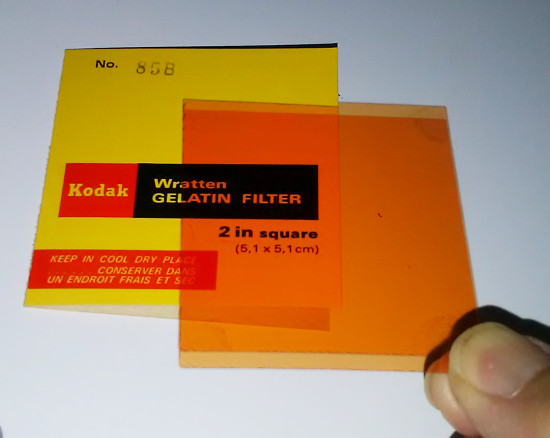 No. 85B
Kodak
Wratten
GELATIN FILTER
2 in square
(5,1 x 5,1cm)
KEEP IN COOL DRY PLACE
CONSERVER DANS
UN ENDROIT FRAIS ET SEC